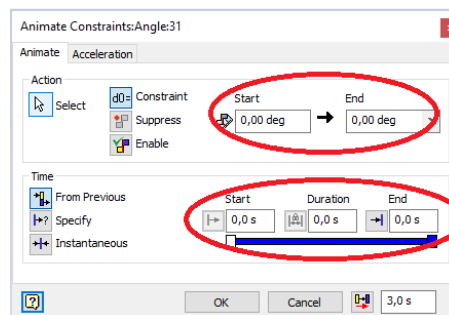 Animate Constraints:Angle:31
Animate Acceleration
Action
Select
d0= Constraint
Suppress
Enable
Start End
0,00 deg 0,00 deg
Time
From Previous
Specify
Instantaneous
Start Duration End
0,0 s 0,0 s 0,0 s
? OK Cancel 3,0 s